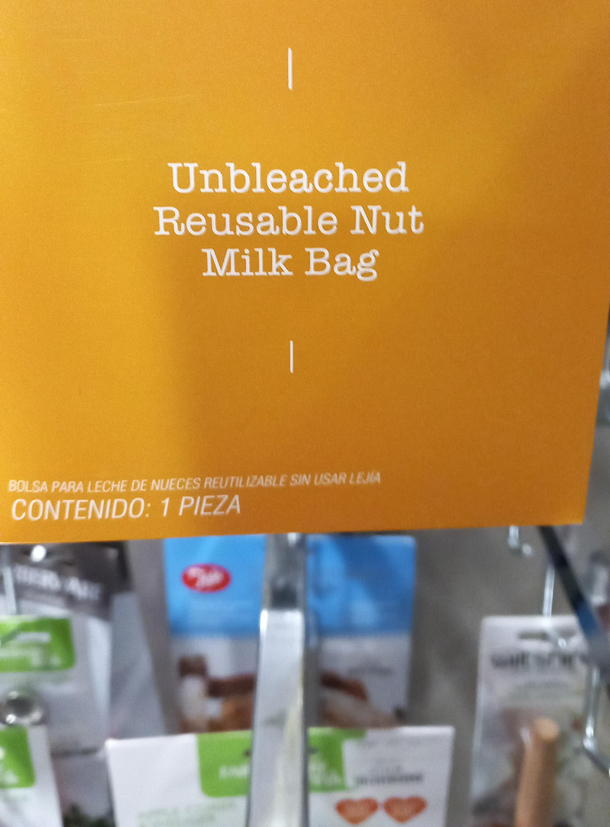 Unbleached
Reusable Nut
Milk Bag
BOLSA PARA LECHE DE NUECES REUTILIZABLE SIN USAR LEJÍA
CONTENIDO: 1 PIEZA